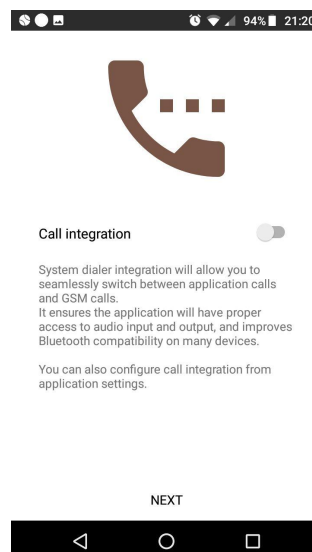 94% 21:20
Call integration
System dialer integration will allow you to
seamlessly switch between application calls
and GSM calls.
It ensures the application will have proper
access to audio input and output, and improves
Bluetooth compatibility on many devices.
You can also configure call integration from
application settings.
NEXT